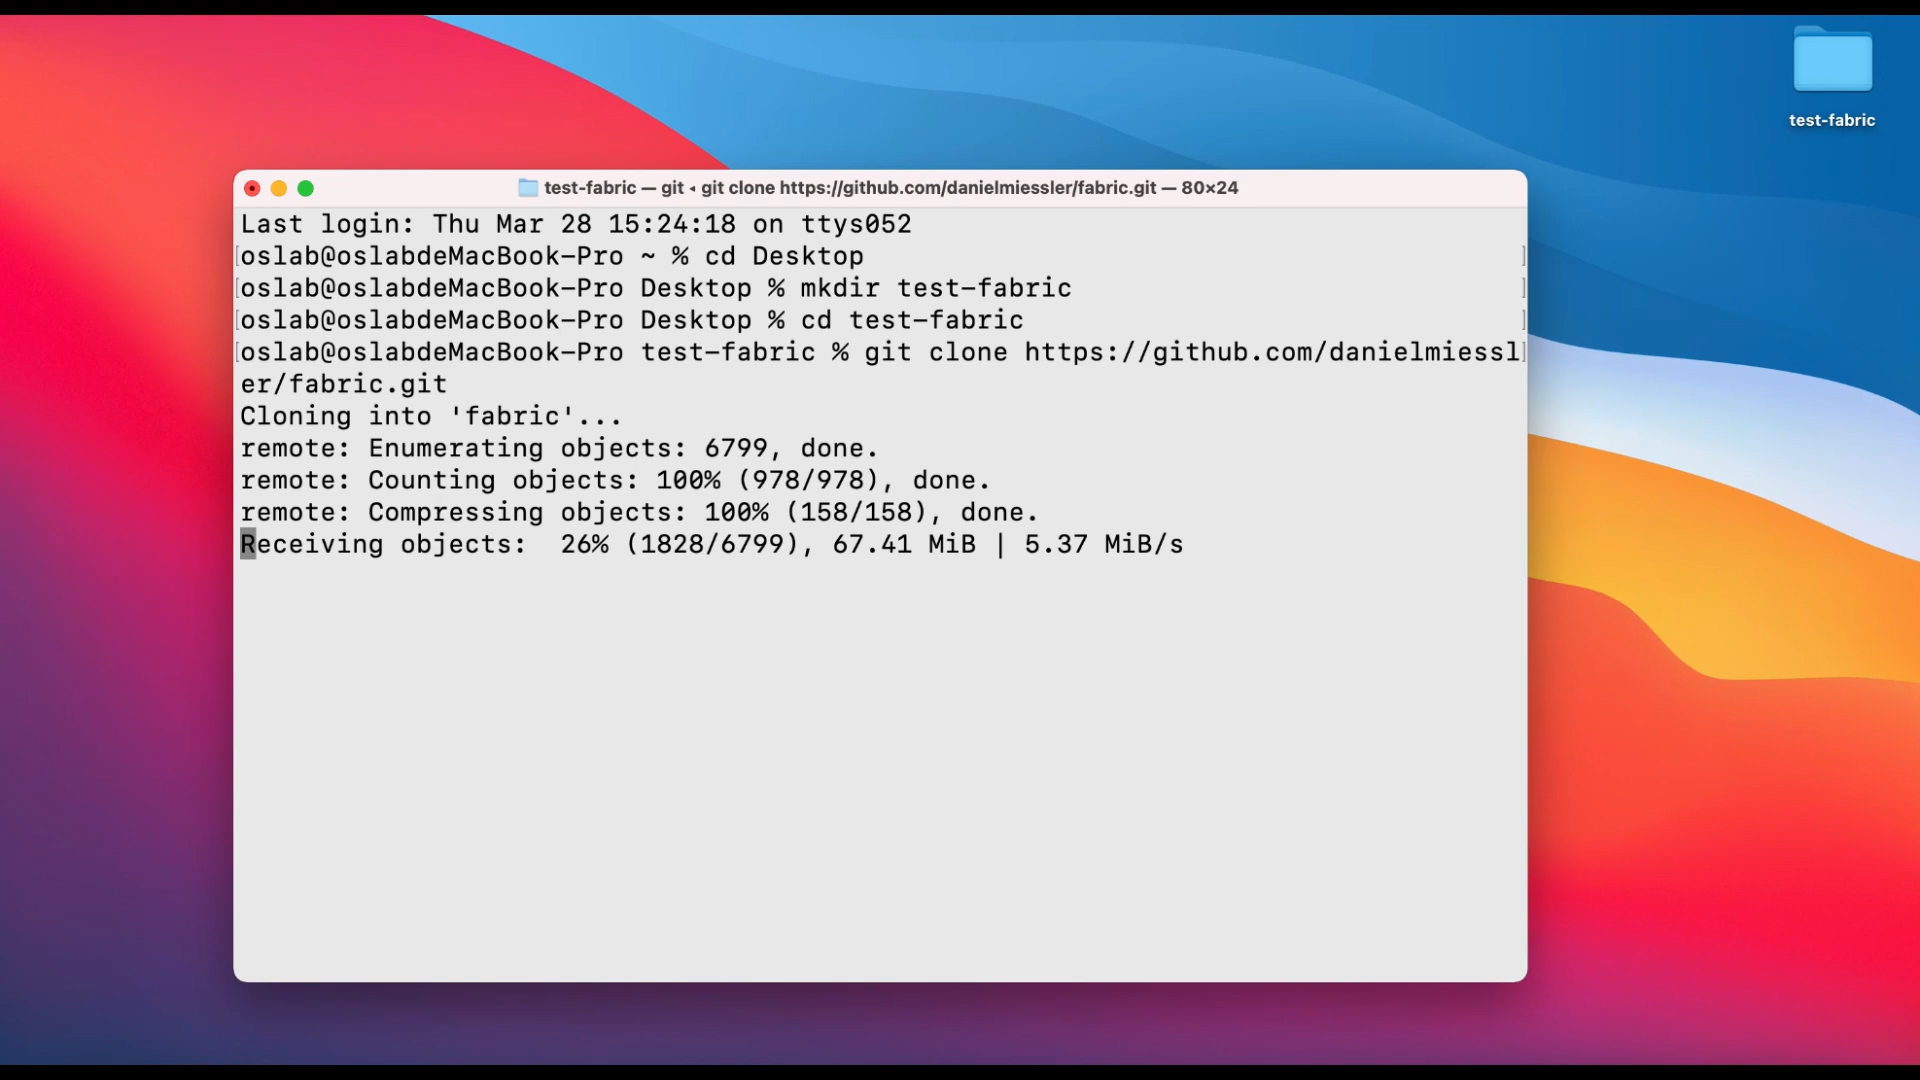 test-fabric
test-fabric — git ◂ git clone https://github.com/danielmiessler/fabric.git — 80×24
Last login: Thu Mar 28 15:24:18 on ttys052
[oslab@oslabdeMacBook-Pro ~ % cd Desktop ]
[oslab@oslabdeMacBook-Pro Desktop % mkdir test-fabric ]
[oslab@oslabdeMacBook-Pro Desktop % cd test-fabric ]
[oslab@oslabdeMacBook-Pro test-fabric % git clone https://github.com/danielmiessl]
er/fabric.git
Cloning into 'fabric'...
remote: Enumerating objects: 6799, done.
remote: Counting objects: 100% (978/978), done.
remote: Compressing objects: 100% (158/158), done.
Receiving objects:  26% (1828/6799), 67.41 MiB | 5.37 MiB/s